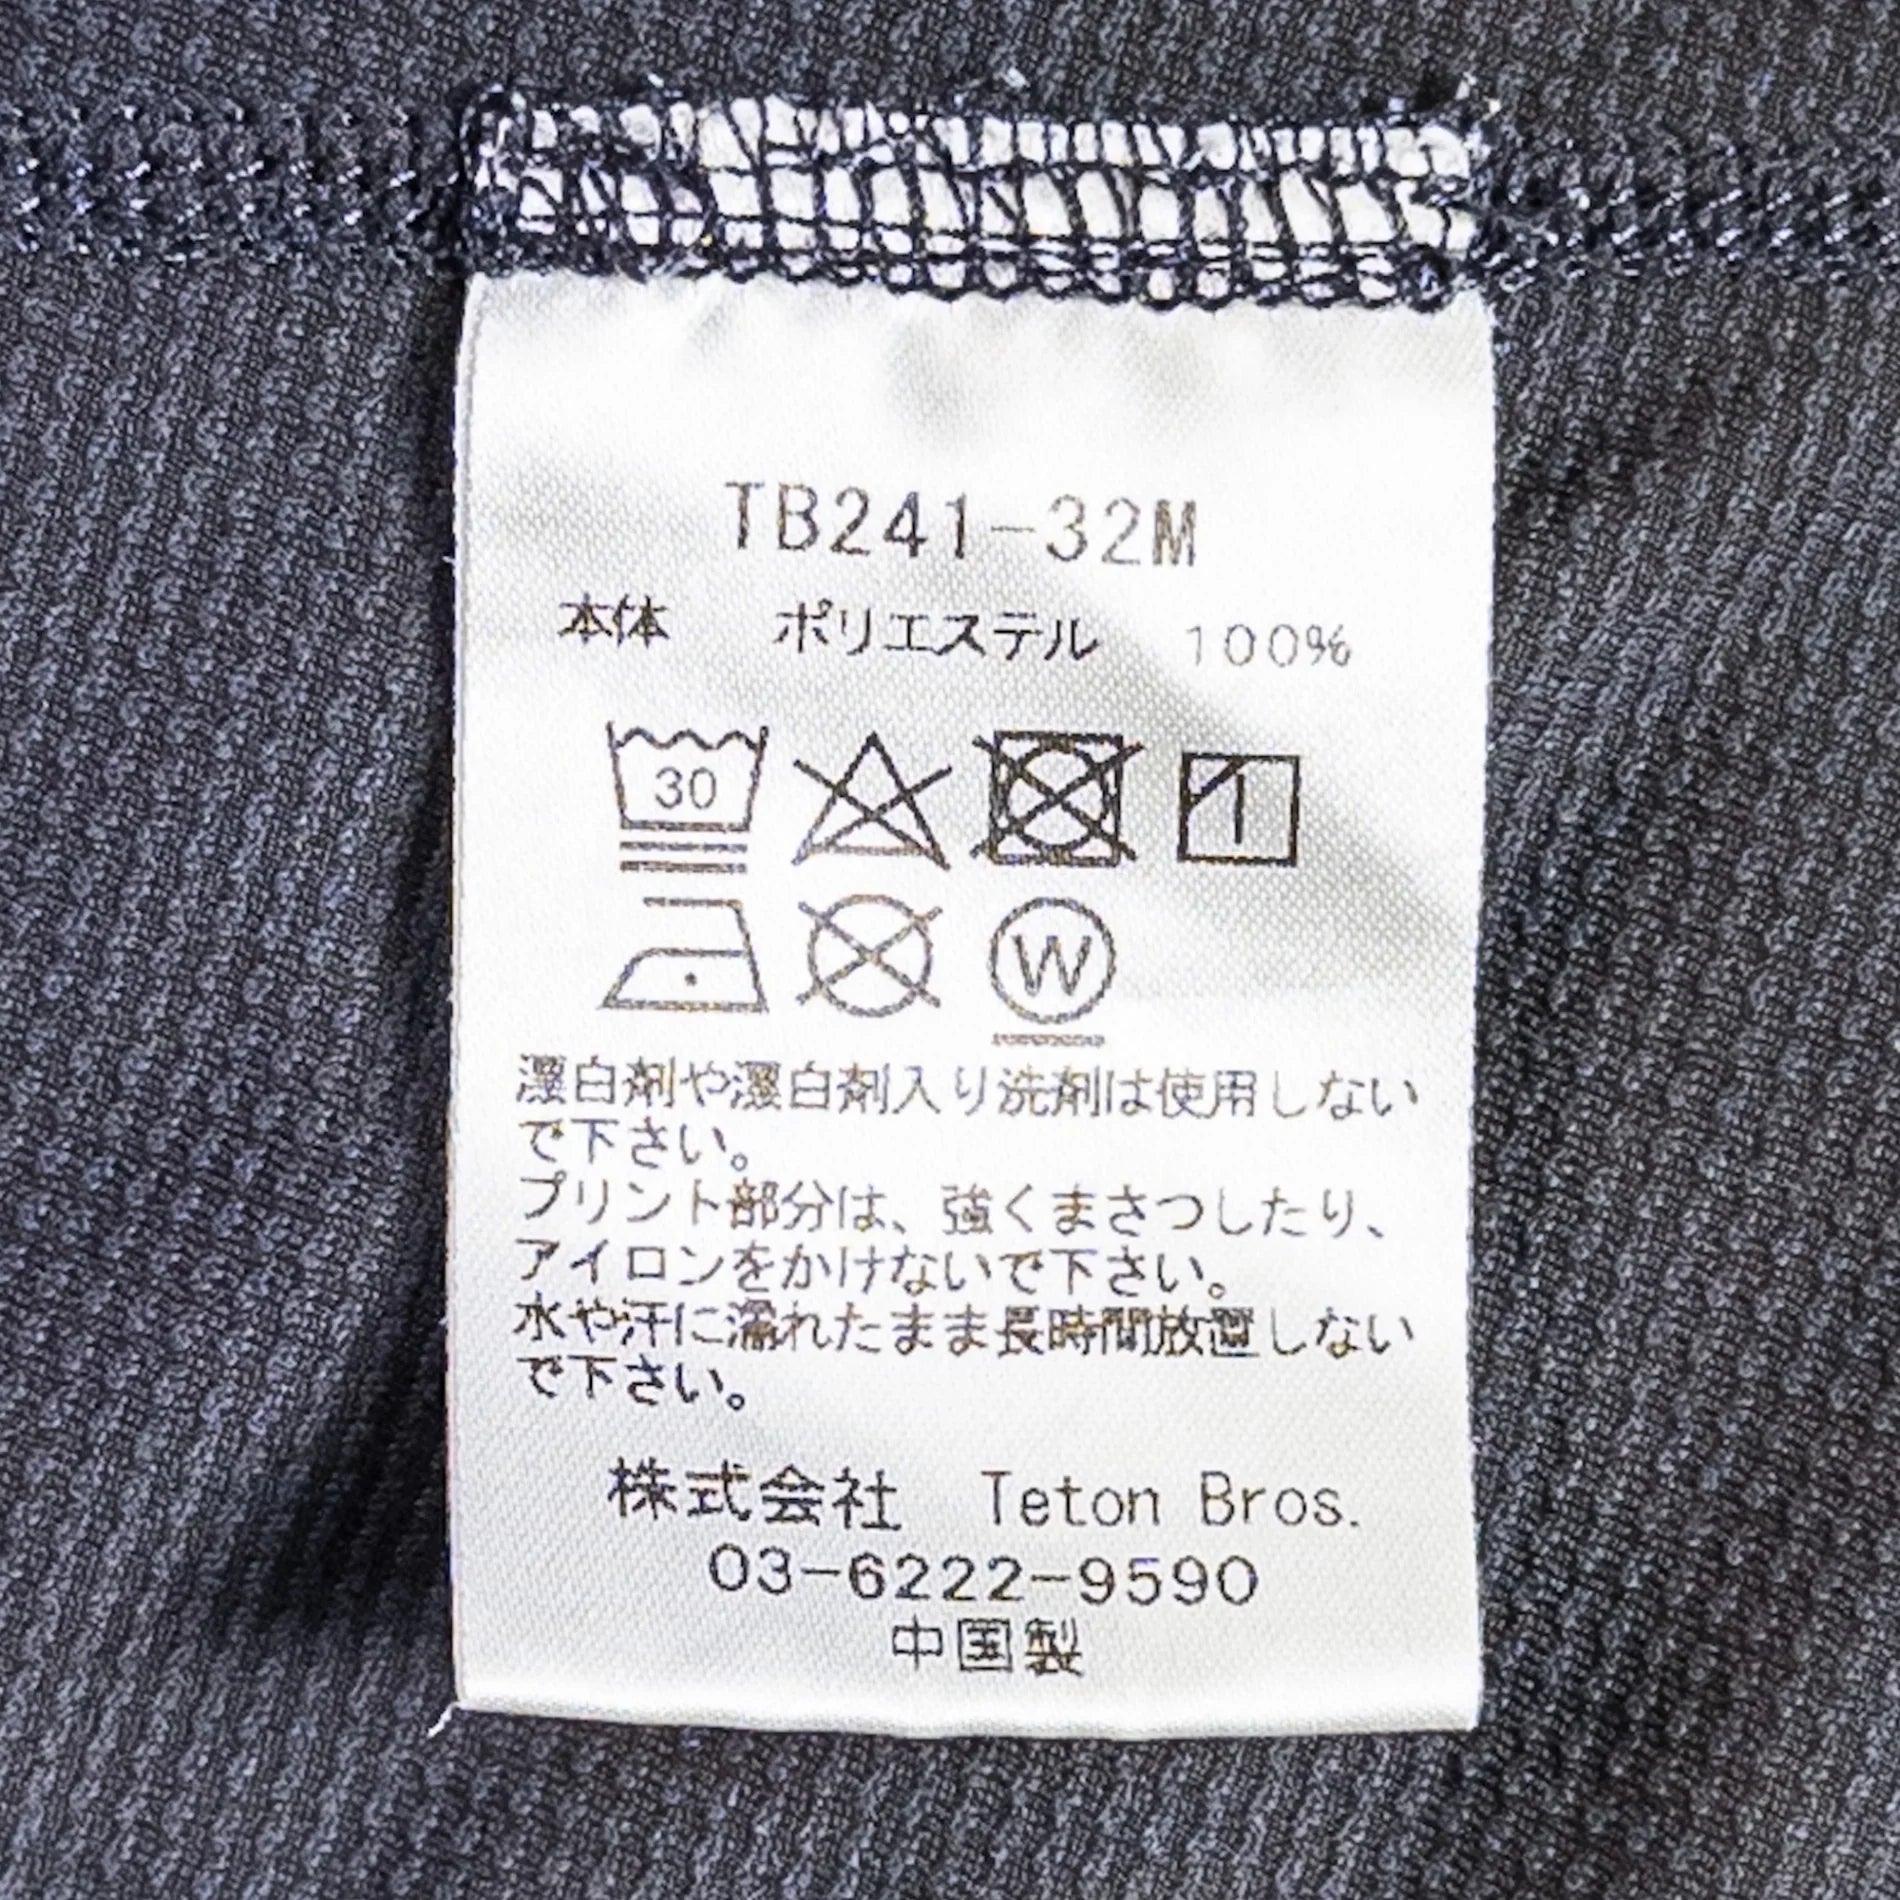 TB241-32M
本体 ポリエステル 100%
30
W
漂白剤や漂白剤入り洗剤は使用しない
で下さい。
プリント部分は、強くまさつしたり、
アイロンをかけないで下さい。
水や汗に濡れたまま長時間放置しない
で下さい。
株式会社 Teton Bros.
03-6222-9590
中国製